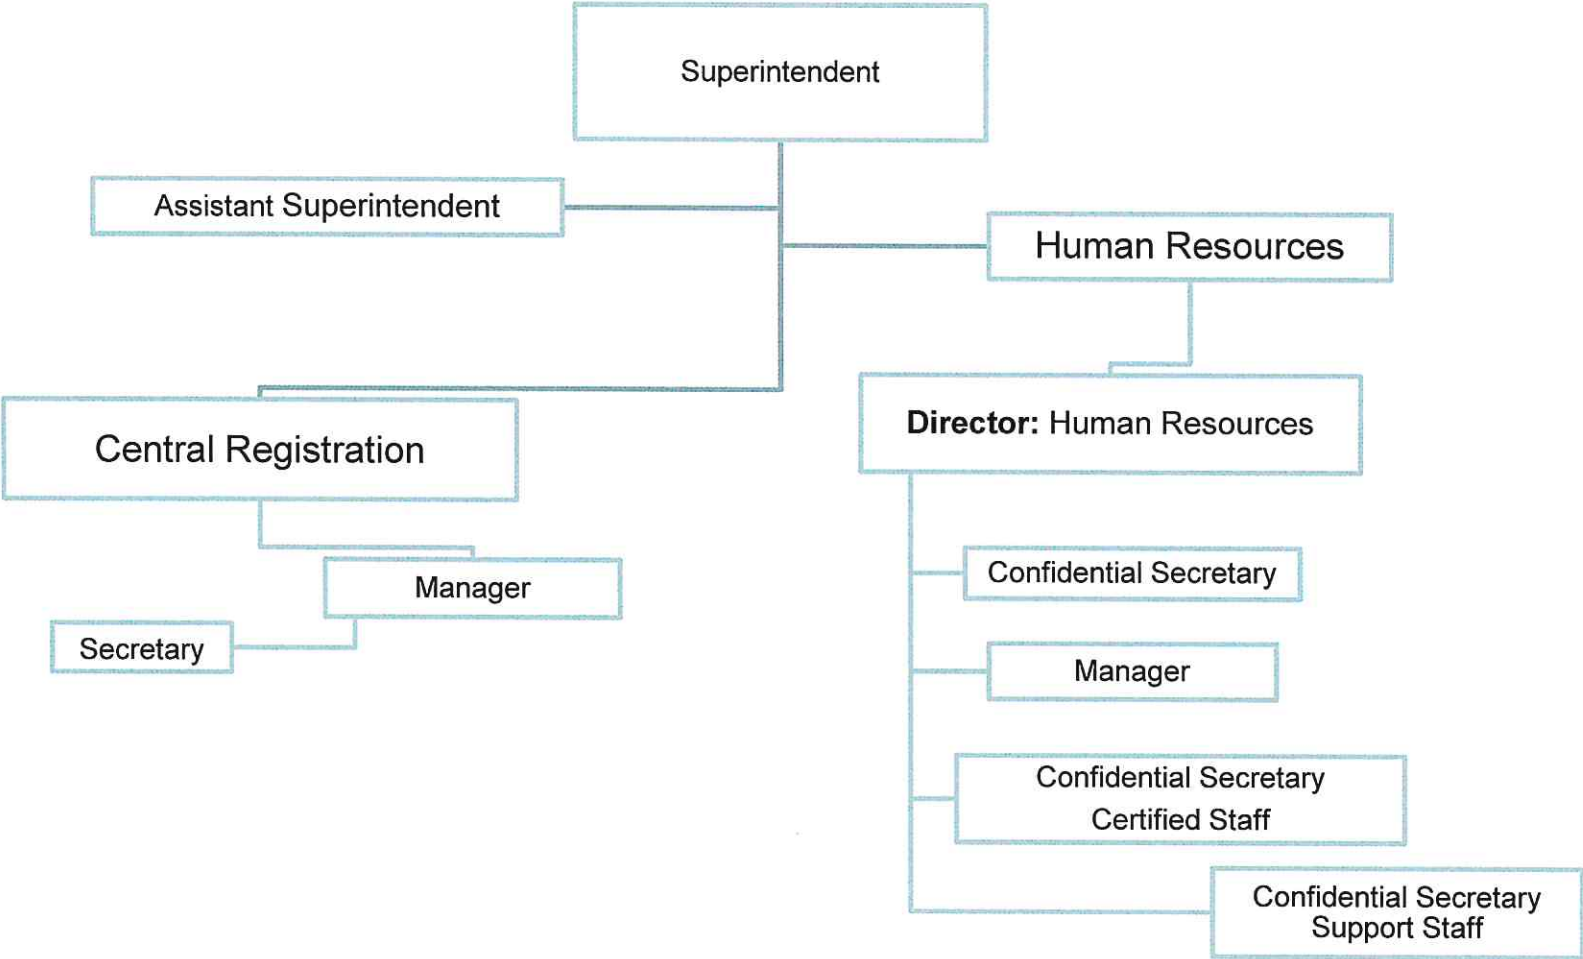 Superintendent
Assistant Superintendent
Human Resources
Central Registration
Director: Human Resources
Manager
Secretary
Confidential Secretary
Manager
Confidential Secretary
Certified Staff
Confidential Secretary
Support Staff